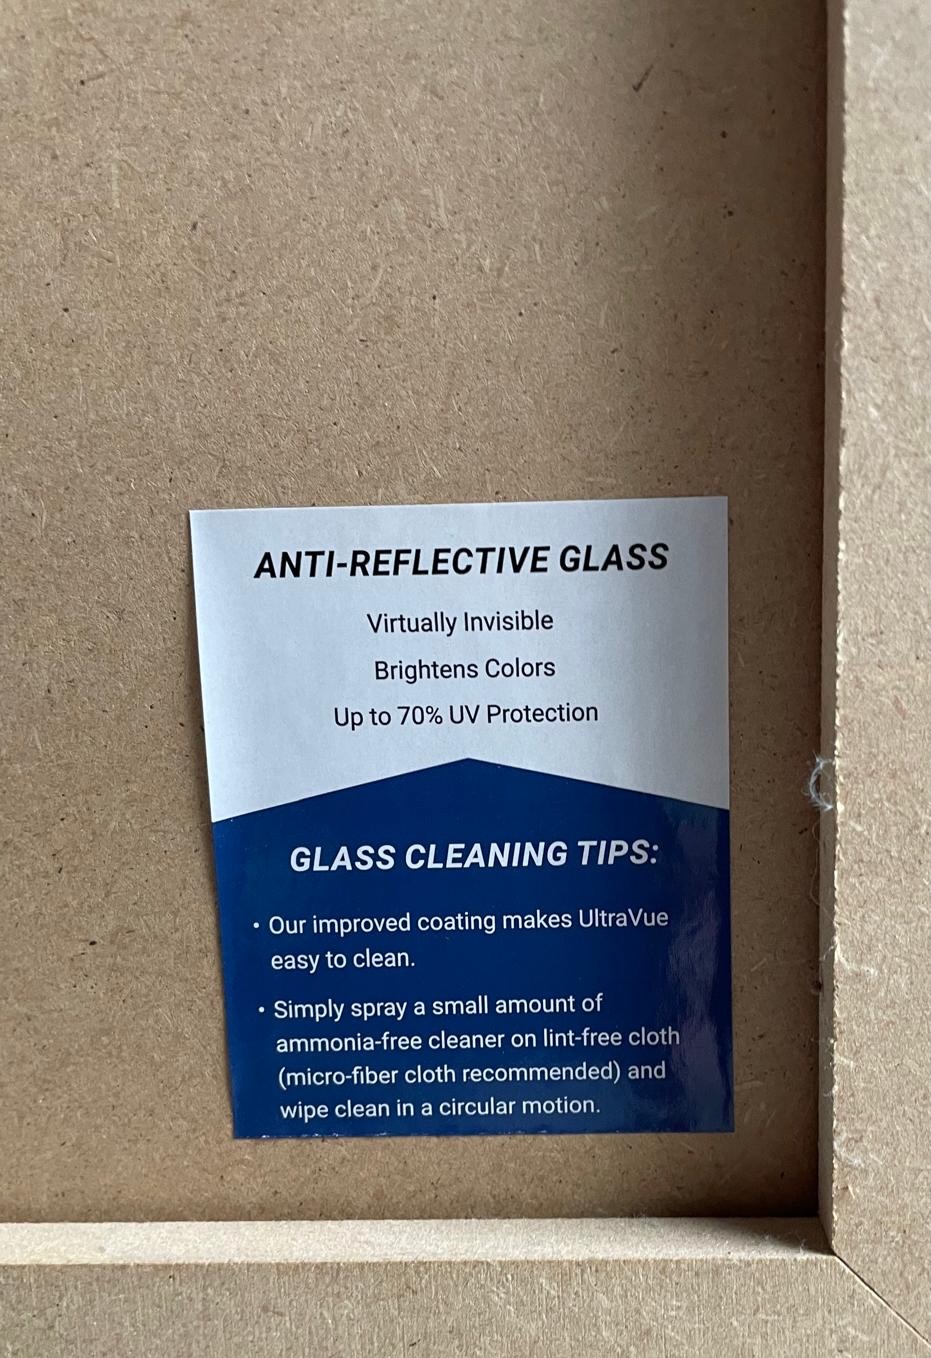 ANTI-REFLECTIVE GLASS
Virtually Invisible
Brightens Colors
Up to 70% UV Protection
GLASS CLEANING TIPS:
• Our improved coating makes UltraVue
easy to clean.
• Simply spray a small amount of
ammonia-free cleaner on lint-free cloth
(micro-fiber cloth recommended) and
wipe clean in a circular motion.